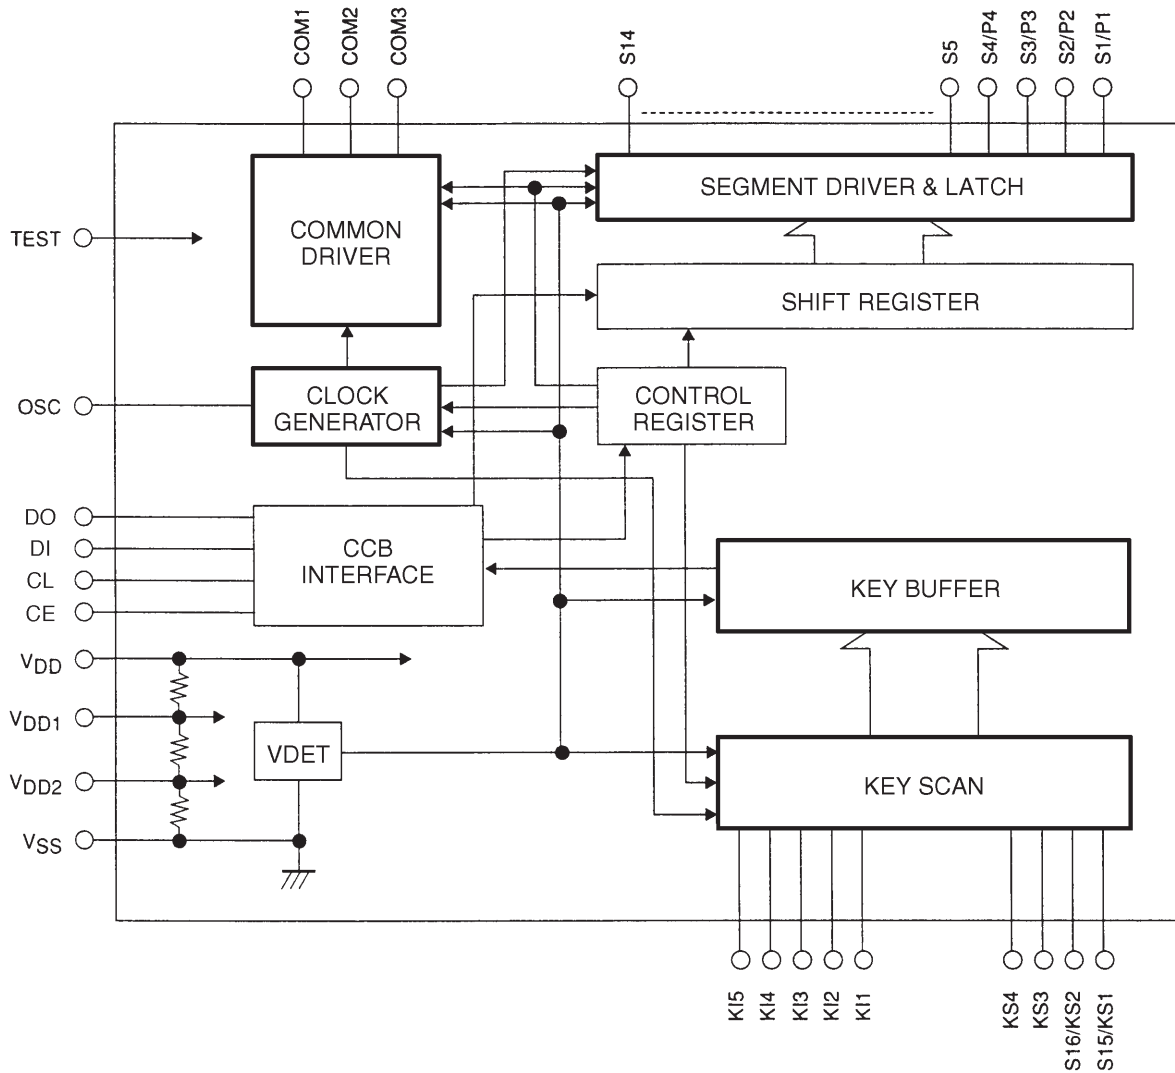 COM1
COM2
COM3
S14
S5
S4/P4
S3/P3
S2/P2
S1/P1
SEGMENT DRIVER & LATCH
COMMON
DRIVER
TEST
SHIFT REGISTER
OSC
CLOCK
GENERATOR
CONTROL
REGISTER
DO
DI
CL
CE
CCB
INTERFACE
KEY BUFFER
VDD
VDD1
VDET
VDD2
KEY SCAN
VSS
KI5
KI4
KI3
KI2
KI1
KS4
KS3
S16/KS2
S15/KS1